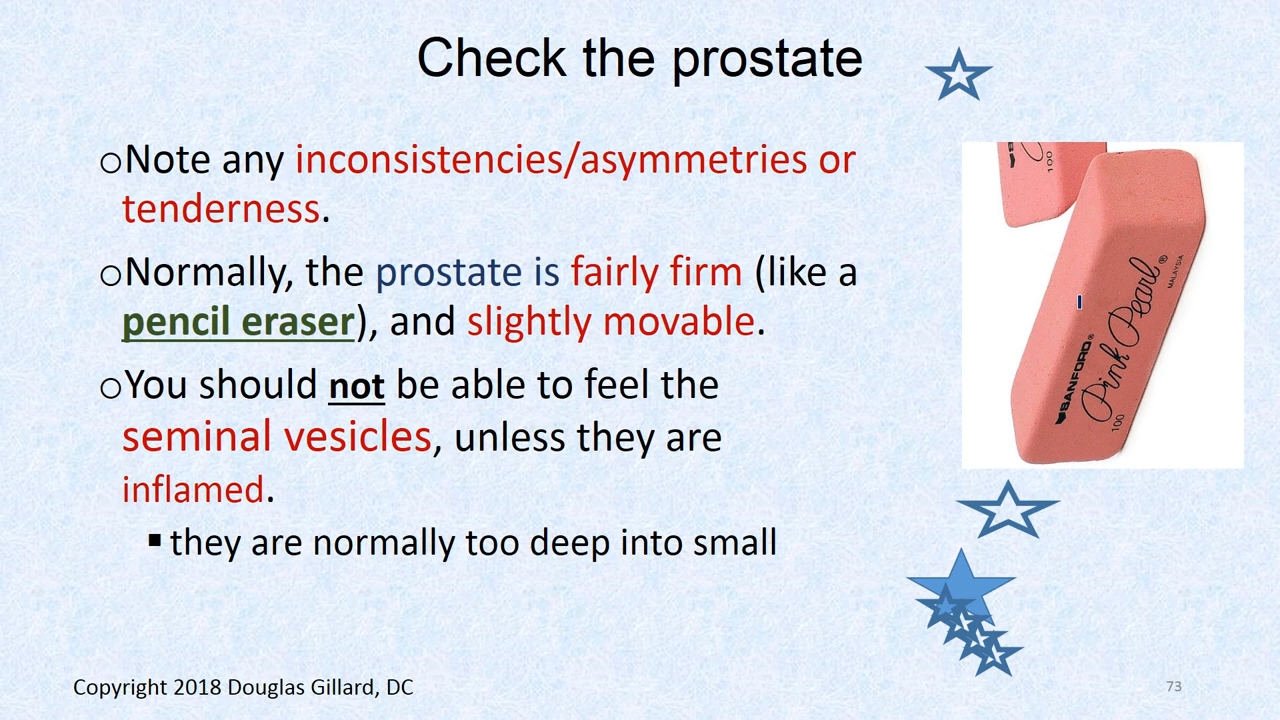 Check the prostate
oNote any inconsistencies/asymmetries or
tenderness.
oNormally, the prostate is fairly firm (like a
pencil eraser), and slightly movable.
oYou should not be able to feel the
seminal vesicles, unless they are
inflamed.
▪ they are normally too deep into small
100
SANFORD®
Pink Pearl®
MALAYSIA
100
Copyright 2018 Douglas Gillard, DC
73